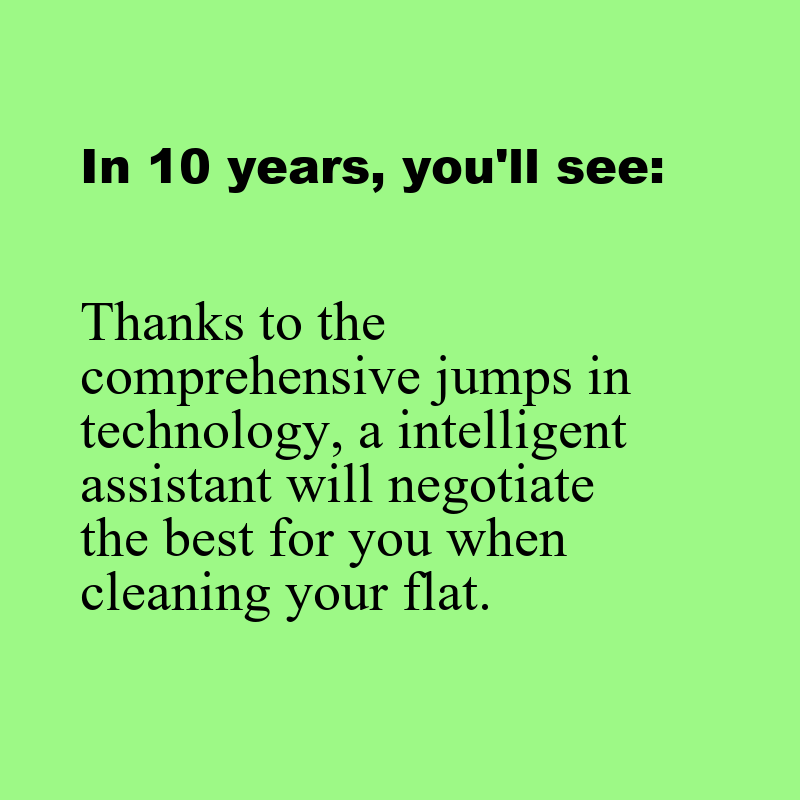 In 10 years, you'll see:
Thanks to the
comprehensive jumps in
technology, a intelligent
assistant will negotiate
the best for you when
cleaning your flat.